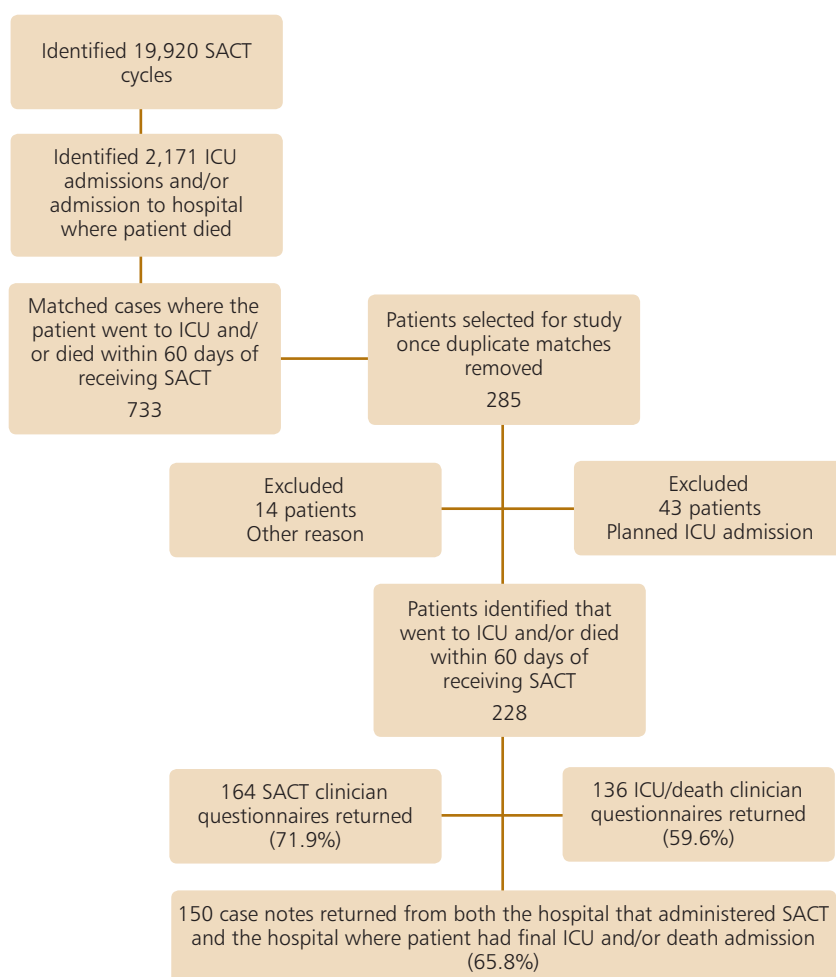 Identified 19,920 SACT
cycles
Identified 2,171 ICU
admissions and/or
admission to hospital
where patient died
Matched cases where the
patient went to ICU and/
or died within 60 days of
receiving SACT
733
Patients selected for study
once duplicate matches
removed
285
Excluded
14 patients
Other reason
Excluded
43 patients
Planned ICU admission
Patients identified that
went to ICU and/or died
within 60 days of
receiving SACT
228
164 SACT clinician
questionnaires returned
(71.9%)
136 ICU/death clinician
questionnaires returned
(59.6%)
150 case notes returned from both the hospital that administered SACT
and the hospital where patient had final ICU and/or death admission
(65.8%)